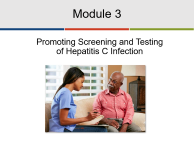 Module 3
Promoting Screening and Testing
of Hepatitis C Infection